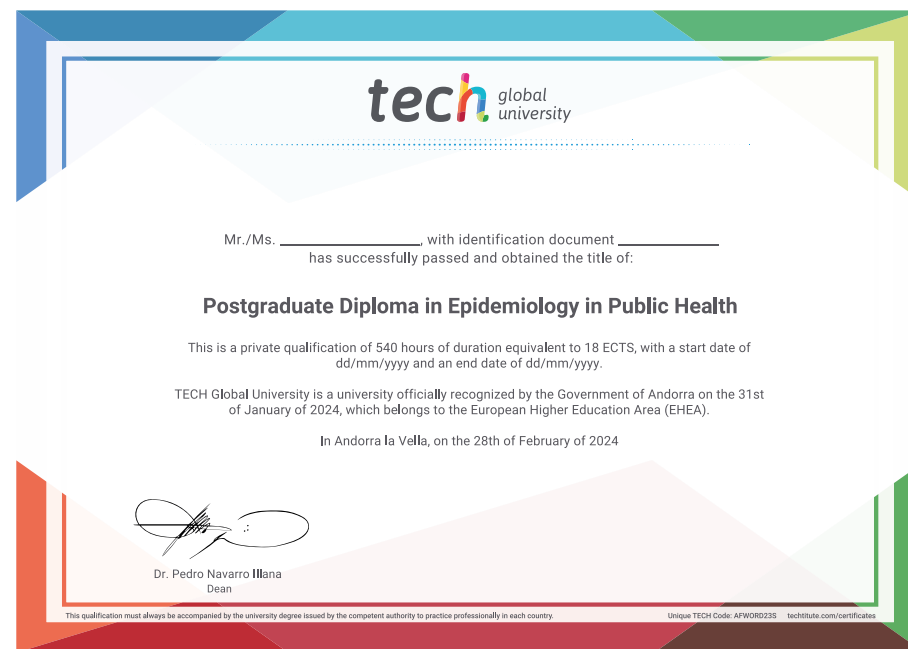 tech global university
Mr./Ms. ____________________, with identification document ______________
has successfully passed and obtained the title of:
Postgraduate Diploma in Epidemiology in Public Health
This is a private qualification of 540 hours of duration equivalent to 18 ECTS, with a start date of
dd/mm/yyyy and an end date of dd/mm/yyyy.
TECH Global University is a university officially recognized by the Government of Andorra on the 31st
of January of 2024, which belongs to the European Higher Education Area (EHEA).
In Andorra la Vella, on the 28th of February of 2024
Dr. Pedro Navarro Illana
Dean
This qualification must always be accompanied by the university degree issued by the competent authority to practice professionally in each country.
Unique TECH Code: AFWORD23S techtitute.com/certificates